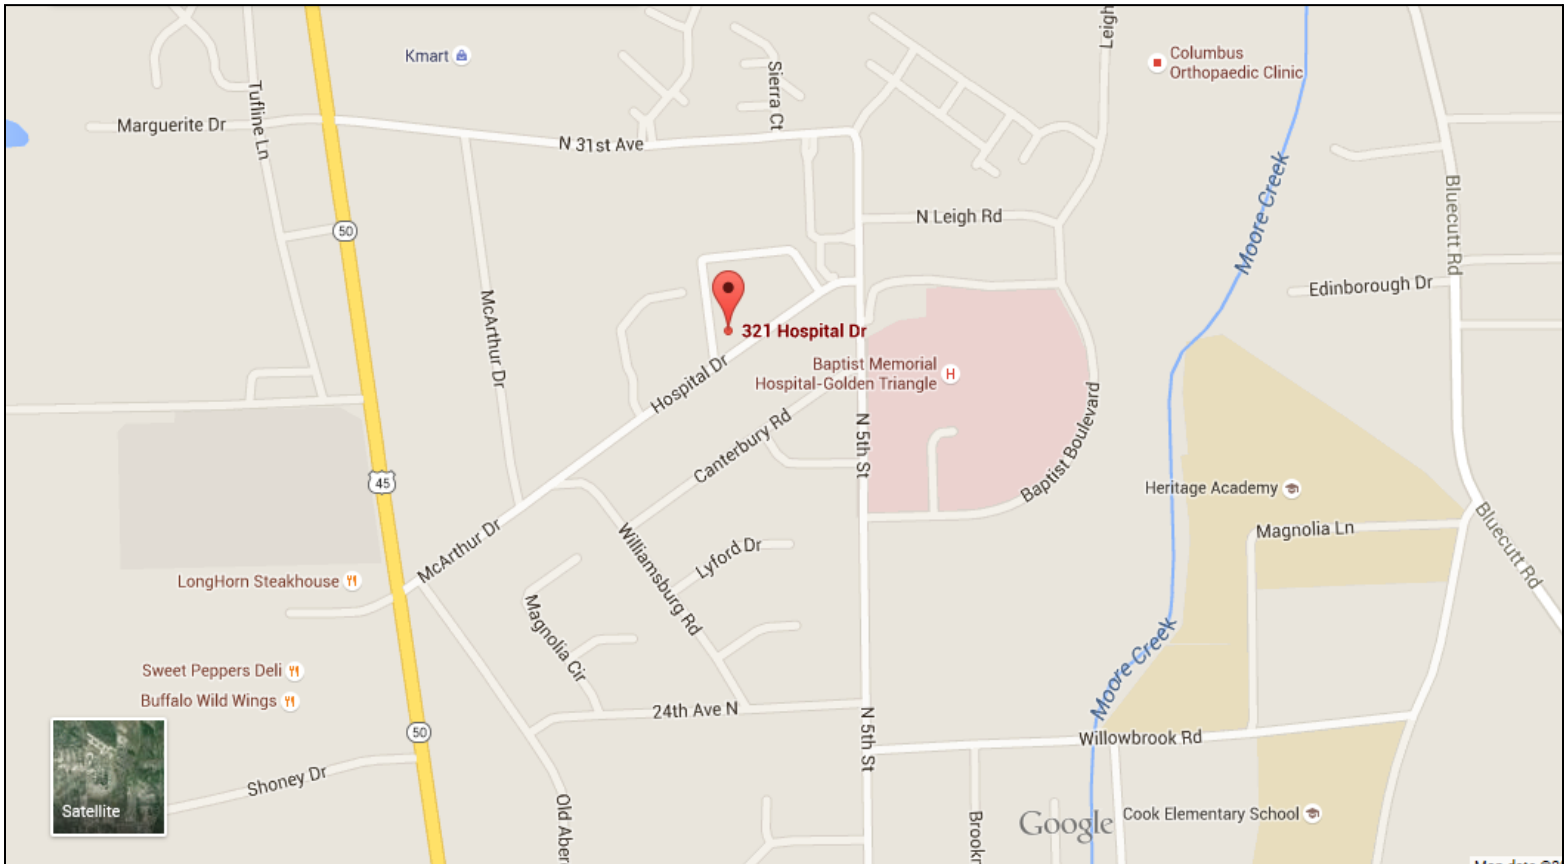 Leigh
Kmart
Columbus
Orthopaedic Clinic
Tufline Ln
Sierra Ct
Marguerite Dr
N 31st Ave
Moore Creek
Bluecutt Rd
N Leigh Rd
50
Edinborough Dr
McArthur Dr
321 Hospital Dr
Hospital Dr
Baptist Memorial
Hospital-Golden Triangle
H
Canterbury Rd
N 5th St
Baptist Boulevard
45
Heritage Academy
Magnolia Ln
Bluecutt Rd
McArthur Dr
Williamsburg Rd
Lyford Dr
LongHorn Steakhouse
Magnolia Cir
Moore Creek
Sweet Peppers Deli
Buffalo Wild Wings
24th Ave N
N 5th St
Willowbrook Rd
50
Shoney Dr
Satellite
Old Aber
Brookr
Google
Cook Elementary School